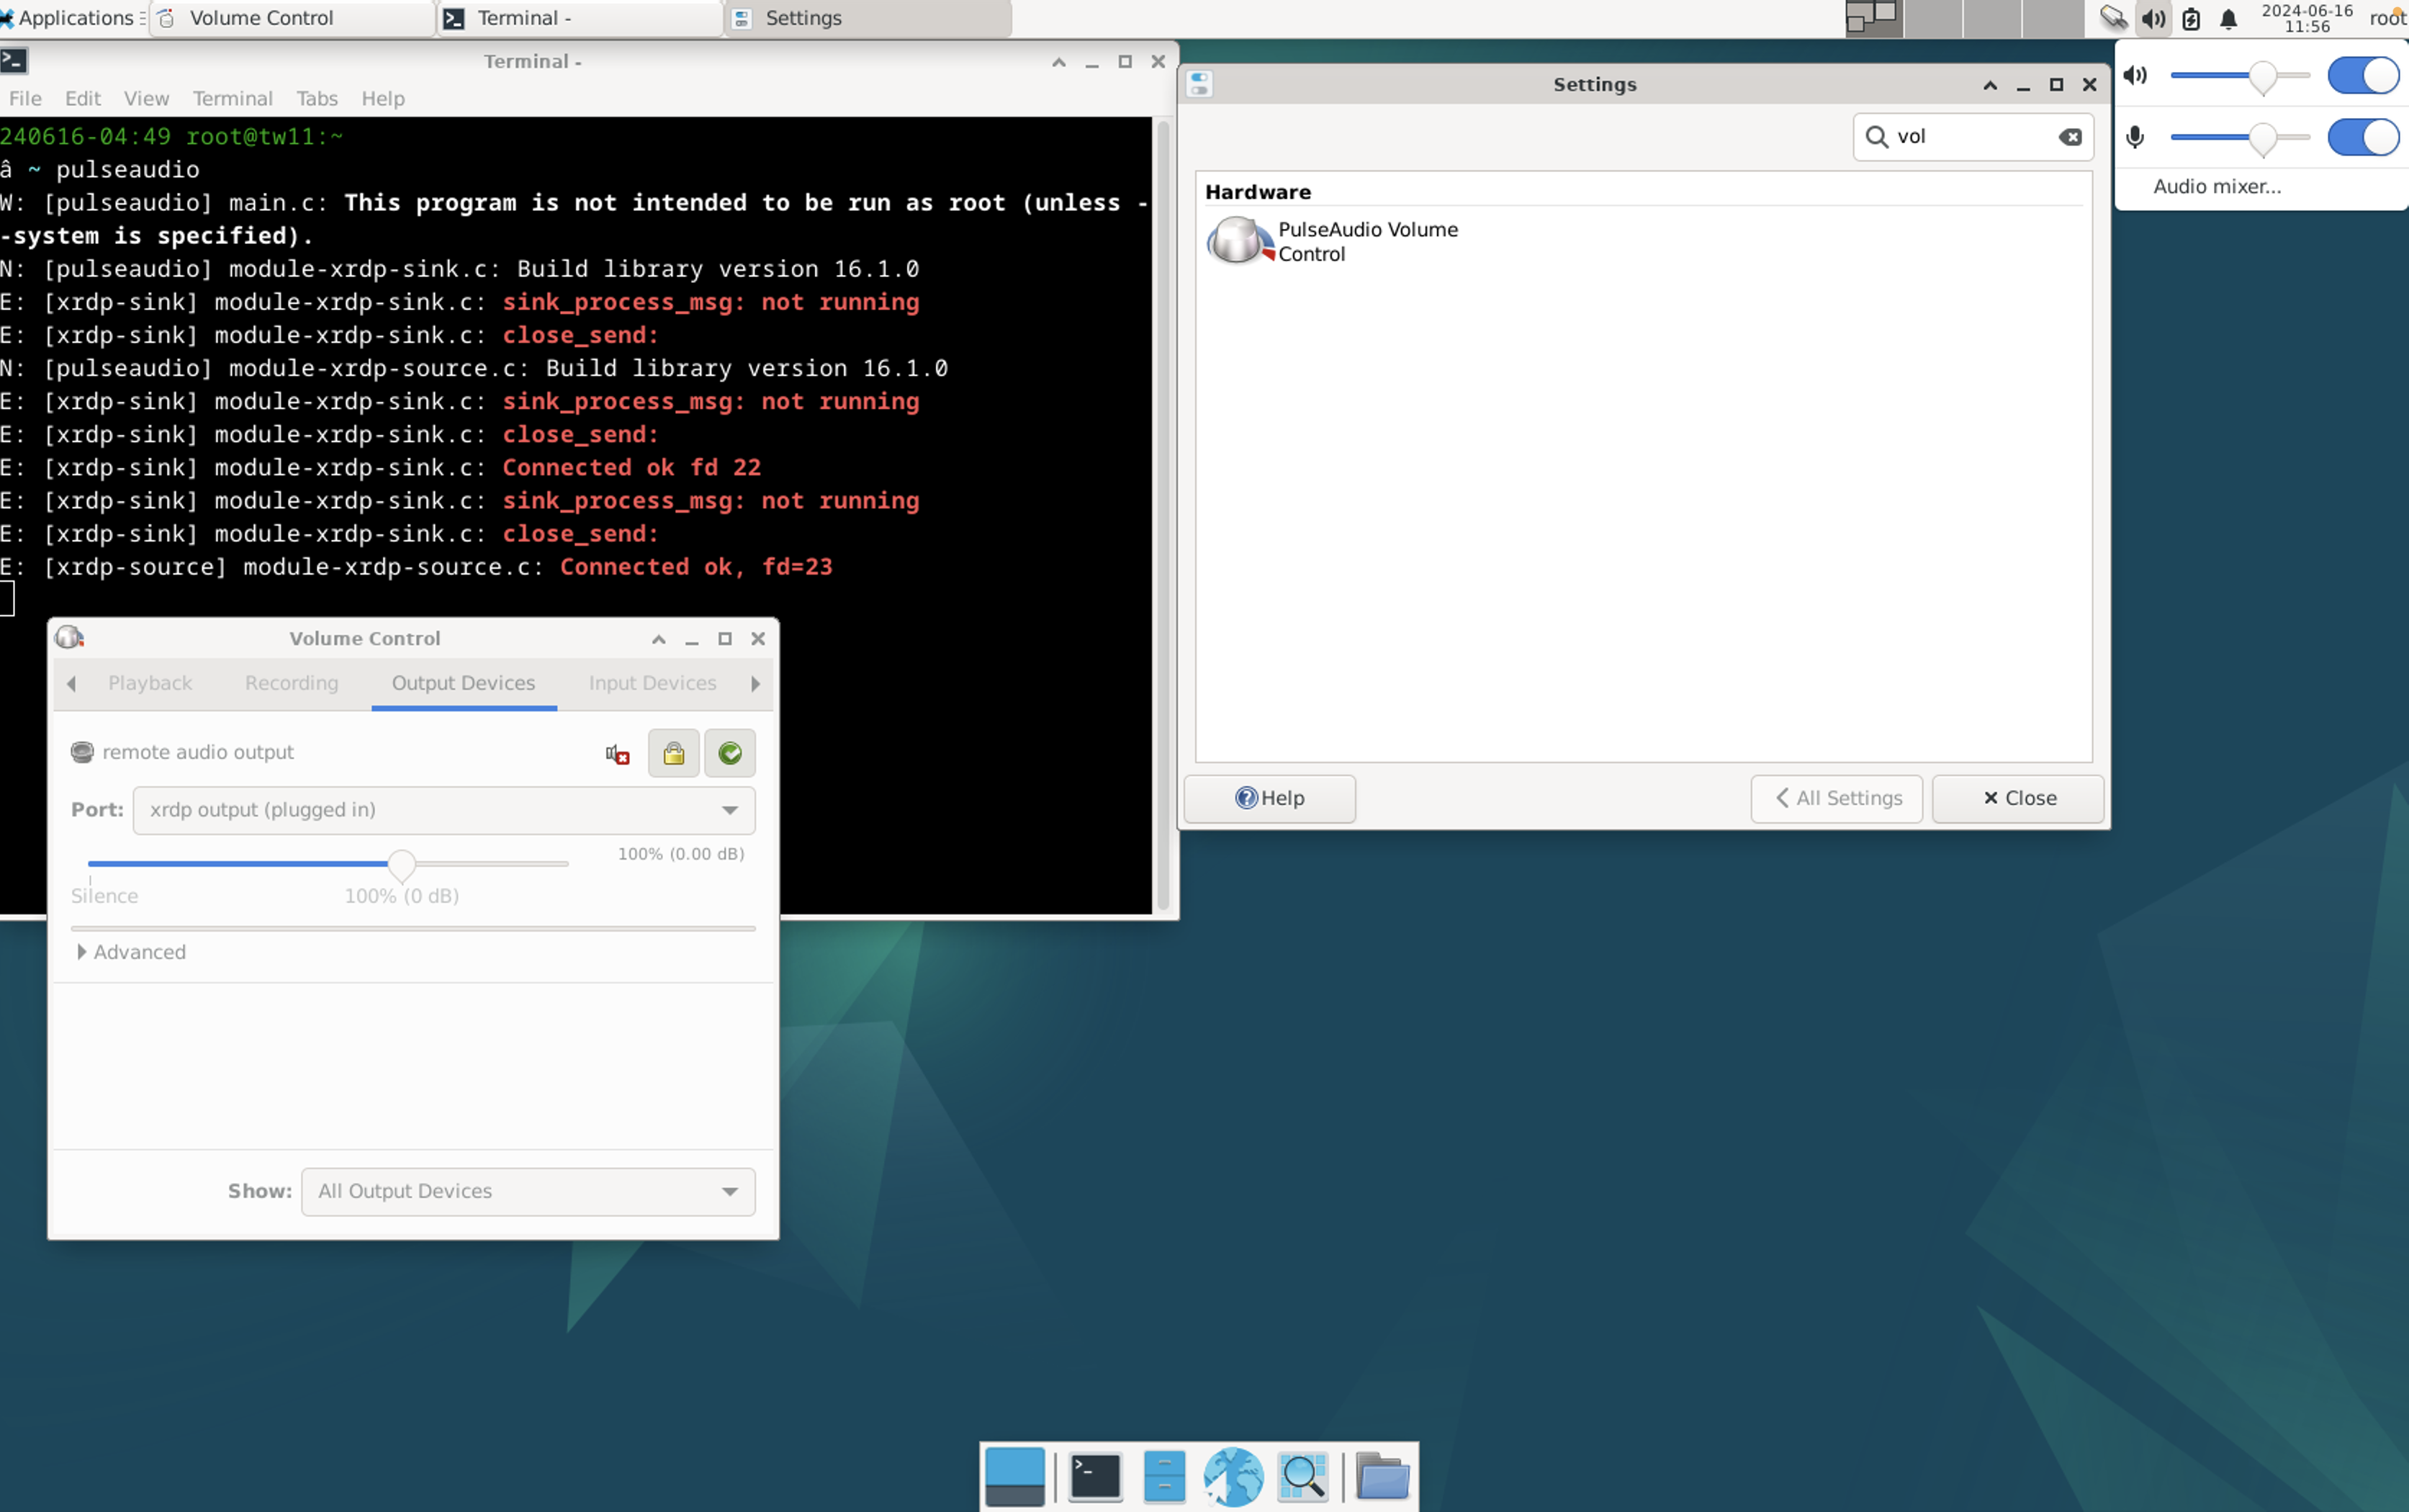 Applications
Volume Control
Terminal -
Settings
2024-06-16
11:56
root
Terminal -
File Edit View Terminal Tabs Help
240616-04:49 root@tw11:~
â ~ pulseaudio
W: [pulseaudio] main.c: This program is not intended to be run as root (unless -
-system is specified).
N: [pulseaudio] module-xrdp-sink.c: Build library version 16.1.0
E: [xrdp-sink] module-xrdp-sink.c: sink_process_msg: not running
E: [xrdp-sink] module-xrdp-sink.c: close_send:
N: [pulseaudio] module-xrdp-source.c: Build library version 16.1.0
E: [xrdp-sink] module-xrdp-sink.c: sink_process_msg: not running
E: [xrdp-sink] module-xrdp-sink.c: close_send:
E: [xrdp-sink] module-xrdp-sink.c: Connected ok fd 22
E: [xrdp-sink] module-xrdp-sink.c: sink_process_msg: not running
E: [xrdp-sink] module-xrdp-sink.c: close_send:
E: [xrdp-source] module-xrdp-source.c: Connected ok, fd=23
Volume Control
Playback Recording Output Devices Input Devices
remote audio output
Port: xrdp output (plugged in)
100% (0.00 dB)
Silence 100% (0 dB)
Advanced
Show: All Output Devices
Settings
vol
Hardware
PulseAudio Volume
Control
Help
All Settings
Close
Audio mixer...